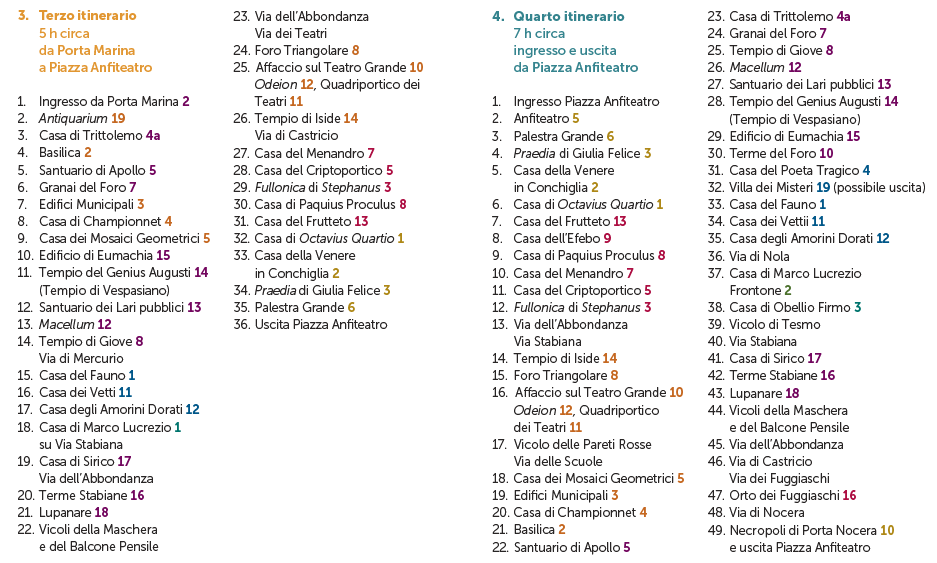 3. Terzo itinerario
5 h circa
da Porta Marina
a Piazza Anfiteatro
1. Ingresso da Porta Marina 2
2. Antiquarium 19
3. Casa di Trittolemo 4a
4. Basilica 2
5. Santuario di Apollo 5
6. Granai del Foro 7
7. Edifici Municipali 3
8. Casa di Championnet 4
9. Casa dei Mosaici Geometrici 5
10. Edificio di Eumachia 15
11. Tempio del Genius Augusti 14
(Tempio di Vespasiano)
12. Santuario dei Lari pubblici 13
13. Macellum 12
14. Tempio di Giove 8
Via di Mercurio
15. Casa del Fauno 1
16. Casa dei Vetti 11
17. Casa degli Amorini Dorati 12
18. Casa di Marco Lucrezio 1
su Via Stabiana
19. Casa di Sirico 17
Via dell'Abbondanza
20. Terme Stabiane 16
21. Lupanare 18
22. Vicoli della Maschera
e del Balcone Pensile
23. Via dell'Abbondanza
Via dei Teatri
24. Foro Triangolare 8
25. Affaccio sul Teatro Grande 10
Odeion 12, Quadriportico dei
Teatri 11
26. Tempio di Iside 14
Via di Castricio
27. Casa del Menandro 7
28. Casa del Criptoportico 5
29. Fullonica di Stephanus 3
30. Casa di Paquius Proculus 8
31. Casa del Frutteto 13
32. Casa di Octavius Quartio 1
33. Casa della Venere
in Conchiglia 2
34. Praedia di Giulia Felice 3
35. Palestra Grande 6
36. Uscita Piazza Anfiteatro
4. Quarto itinerario
7 h circa
ingresso e uscita
da Piazza Anfiteatro
1. Ingresso Piazza Anfiteatro
2. Anfiteatro 5
3. Palestra Grande 6
4. Praedia di Giulia Felice 3
5. Casa della Venere
in Conchiglia 2
6. Casa di Octavius Quartio 1
7. Casa del Frutteto 13
8. Casa dell'Efebo 9
9. Casa di Paquius Proculus 8
10. Casa del Menandro 7
11. Casa del Criptoportico 5
12. Fullonica di Stephanus 3
13. Via dell'Abbondanza
Via Stabiana
14. Tempio di Iside 14
15. Foro Triangolare 8
16. Affaccio sul Teatro Grande 10
Odeion 12, Quadriportico
dei Teatri 11
17. Vicolo delle Pareti Rosse
Via delle Scuole
18. Casa dei Mosaici Geometrici 5
19. Edifici Municipali 3
20. Casa di Championnet 4
21. Basilica 2
22. Santuario di Apollo 5
23. Casa di Trittolemo 4a
24. Granai del Foro 7
25. Tempio di Giove 8
26. Macellum 12
27. Santuario dei Lari pubblici 13
28. Tempio del Genius Augusti 14
(Tempio di Vespasiano)
29. Edificio di Eumachia 15
30. Terme del Foro 10
31. Casa del Poeta Tragico 4
32. Villa dei Misteri 19 (possibile uscita)
33. Casa del Fauno 1
34. Casa dei Vettii 11
35. Casa degli Amorini Dorati 12
36. Via di Nola
37. Casa di Marco Lucrezio
Frontone 2
38. Casa di Obellio Firmo 3
39. Vicolo di Tesmo
40. Via Stabiana
41. Casa di Sirico 17
42. Terme Stabiane 16
43. Lupanare 18
44. Vicoli della Maschera
e del Balcone Pensile
45. Via dell'Abbondanza
46. Via di Castricio
Via dei Fuggiaschi
47. Orto dei Fuggiaschi 16
48. Via di Nocera
49. Necropoli di Porta Nocera 10
e uscita Piazza Anfiteatro